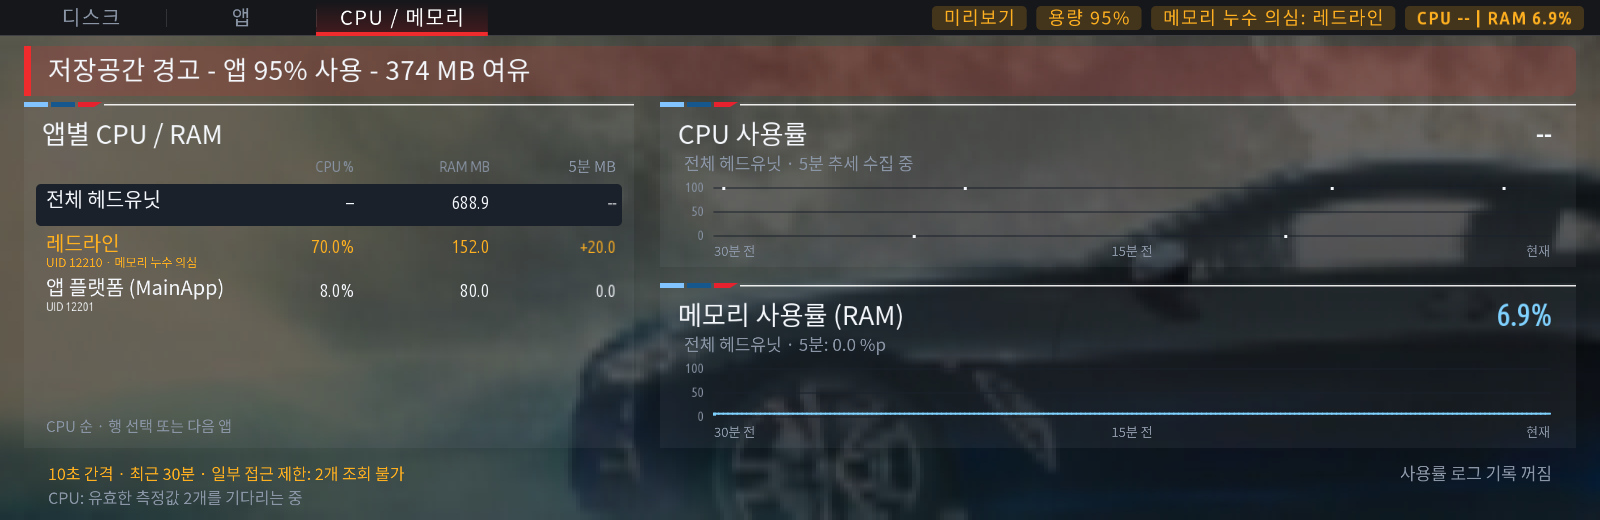 디스크
앱
CPU / 메모리
미리보기
용량 95%
메모리 누수 의심: 레드라인
CPU -- | RAM 6.9%
저장공간 경고 - 앱 95% 사용 - 374 MB 여유
앱별 CPU / RAM
CPU %
RAM MB
5분 MB
전체 헤드유닛
–
688.9
--
레드라인
70.0%
152.0
+20.0
UID 12210 · 메모리 누수 의심
앱 플랫폼 (MainApp)
8.0%
80.0
0.0
UID 12201
CPU 순 · 행 선택 또는 다음 앱
CPU 사용률
--
전체 헤드유닛 · 5분 추세 수집 중
100
50
0
30분 전
15분 전
현재
메모리 사용률 (RAM)
6.9%
전체 헤드유닛 · 5분: 0.0 %p
100
50
0
30분 전
15분 전
현재
10초 간격 · 최근 30분 · 일부 접근 제한: 2개 조회 불가
사용률 로그 기록 꺼짐
CPU: 유효한 측정값 2개를 기다리는 중